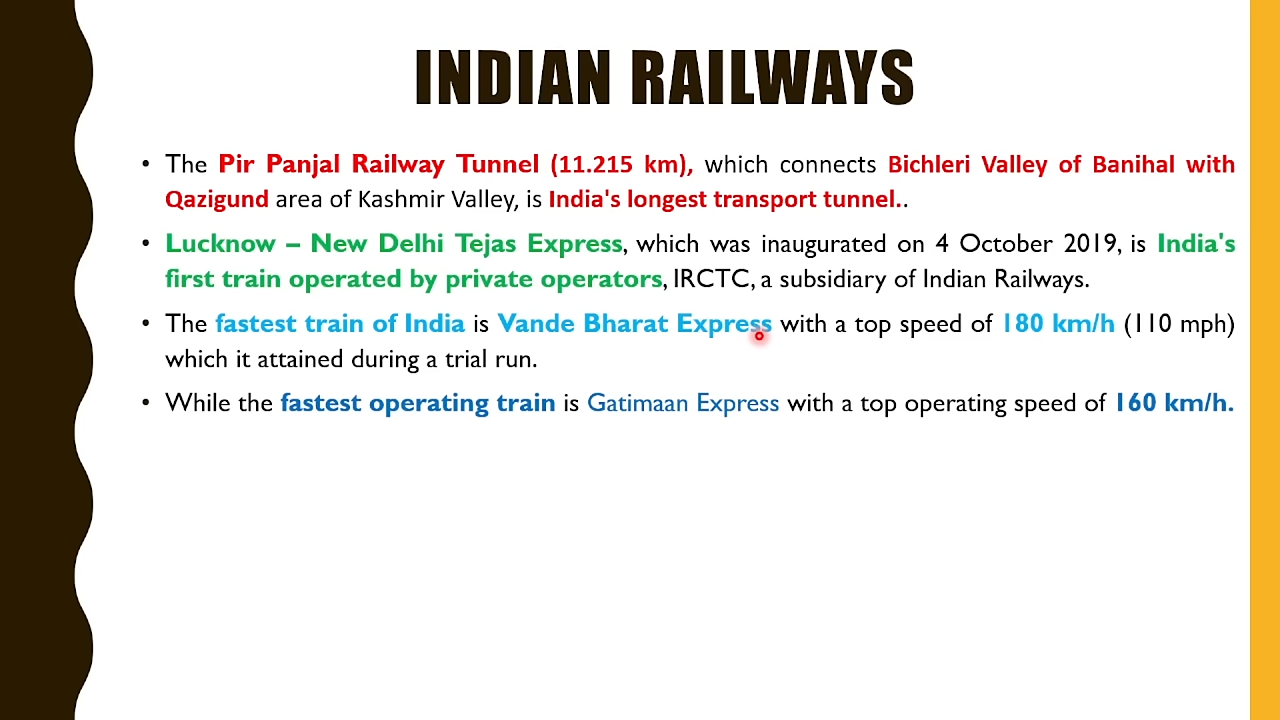 INDIAN RAILWAYS
• The Pir Panjal Railway Tunnel (11.215 km), which connects Bichleri Valley of Banihal with
Qazigund area of Kashmir Valley, is India's longest transport tunnel..
• Lucknow – New Delhi Tejas Express, which was inaugurated on 4 October 2019, is India's
first train operated by private operators, IRCTC, a subsidiary of Indian Railways.
• The fastest train of India is Vande Bharat Express with a top speed of 180 km/h (110 mph)
which it attained during a trial run.
• While the fastest operating train is Gatimaan Express with a top operating speed of 160 km/h.